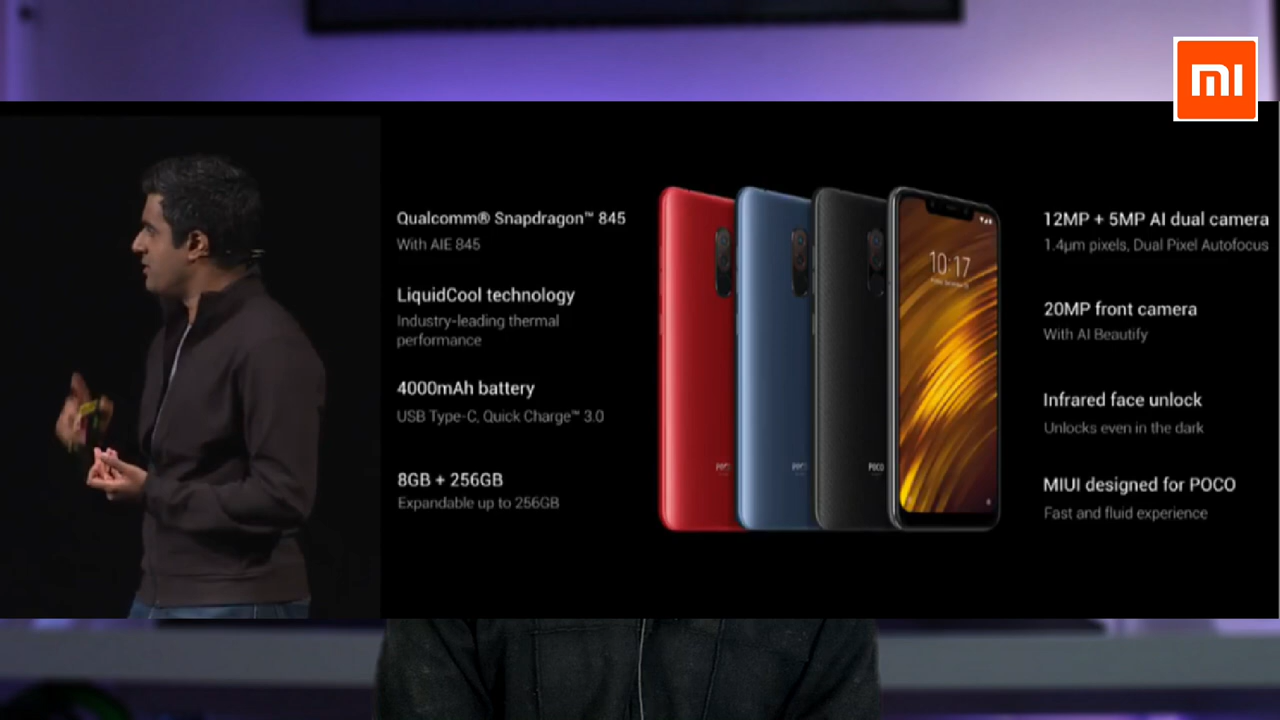 mi
Qualcomm® Snapdragon™ 845
With AIE 845
LiquidCool technology
Industry-leading thermal
performance
4000mAh battery
USB Type-C, Quick Charge™ 3.0
8GB + 256GB
Expandable up to 256GB
POCO
10:17
12MP + 5MP AI dual camera
1.4μm pixels, Dual Pixel Autofocus
20MP front camera
With AI Beautify
Infrared face unlock
Unlocks even in the dark
MIUI designed for POCO
Fast and fluid experience